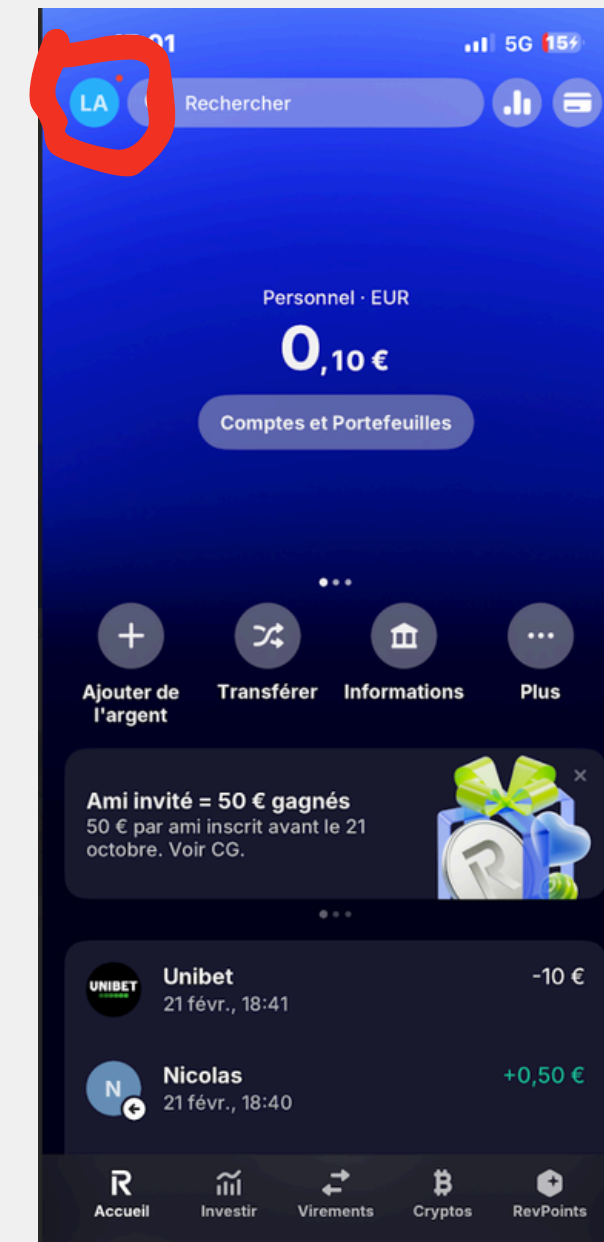 5G 15
LA
Rechercher
Personnel · EUR
0,10 €
Comptes et Portefeuilles
Ajouter de l'argent
Transférer
Informations
Plus
Ami invité = 50 € gagnés
50 € par ami inscrit avant le 21
octobre. Voir CG.
UNIBET
Unibet
-10 €
21 févr., 18:41
N
Nicolas
+0,50 €
21 févr., 18:40
Accueil
Investir
Virements
Cryptos
RevPoints